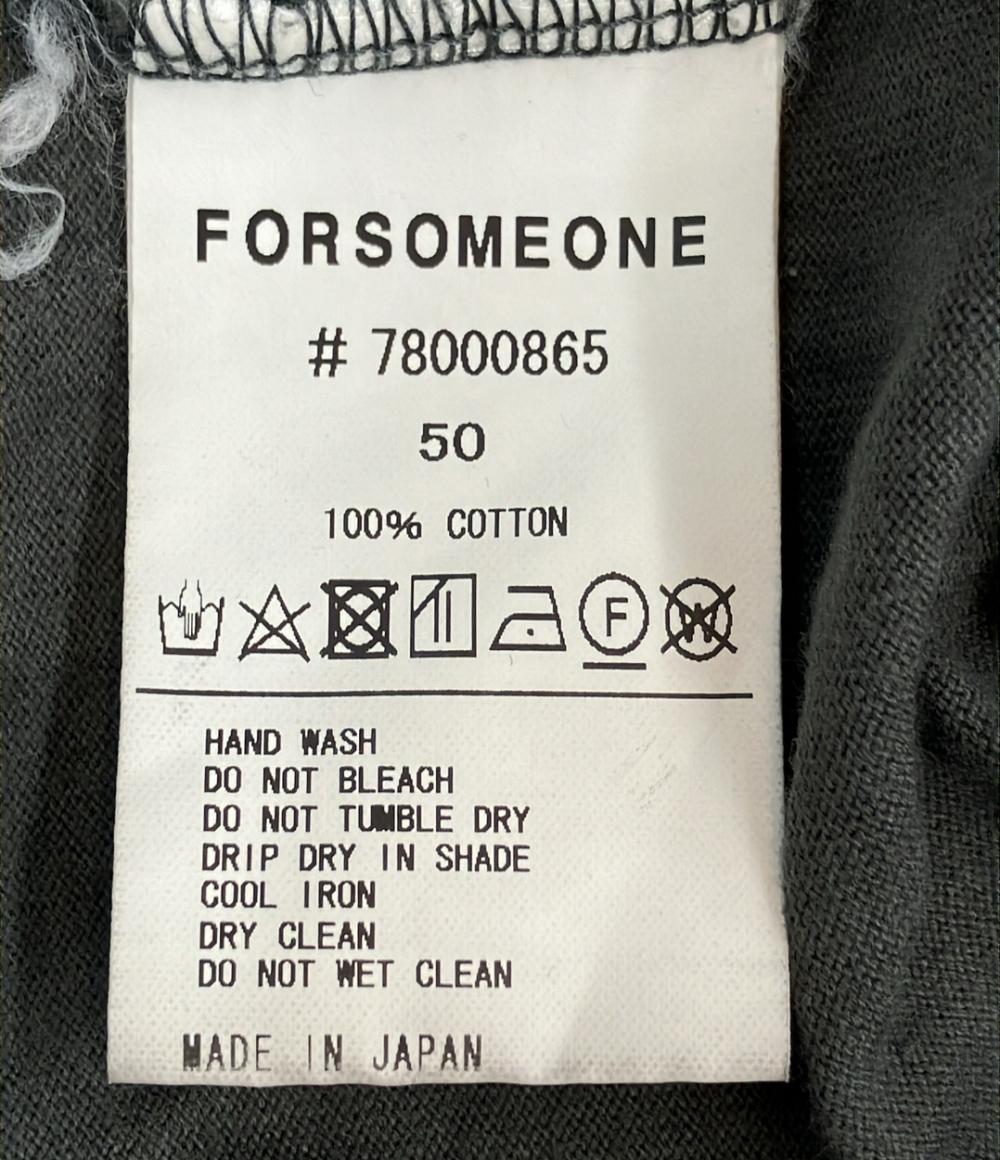 FORSOMEONE
# 78000865
50
100% COTTON
F W
HAND WASH
DO NOT BLEACH
DO NOT TUMBLE DRY
DRIP DRY IN SHADE
COOL IRON
DRY CLEAN
DO NOT WET CLEAN
MADE IN JAPAN